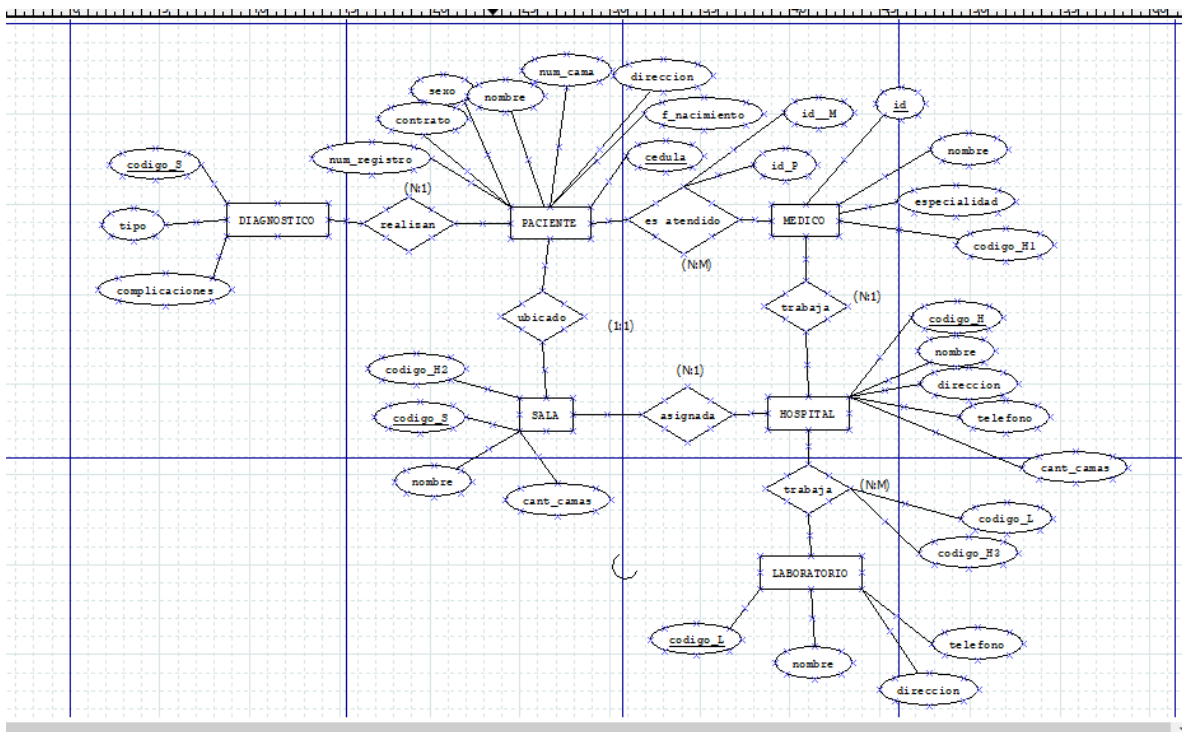 num_cama
direccion
sexo
nombre
id__M
id
contrato
f_nacimiento
nombre
num_registro
cedula
id_P
codigo_S
(N:1)
especialidad
tipo
DIAGNOSTICO
realisan
PACIENTE
es atendido
MEDICO
codigo_H1
(N:M)
complicaciones
ubicado
(1:1)
trabaja
(N:1)
codigo_H
nombre
codigo_H2
(N:1)
direccion
codigo_S
SALA
asignada
HOSPITAL
telefono
nombre
cant_camas
cant_camas
trabaja
(N:M)
codigo_L
codigo_H3
LABORATORIO
codigo_L
nombre
telefono
direccion